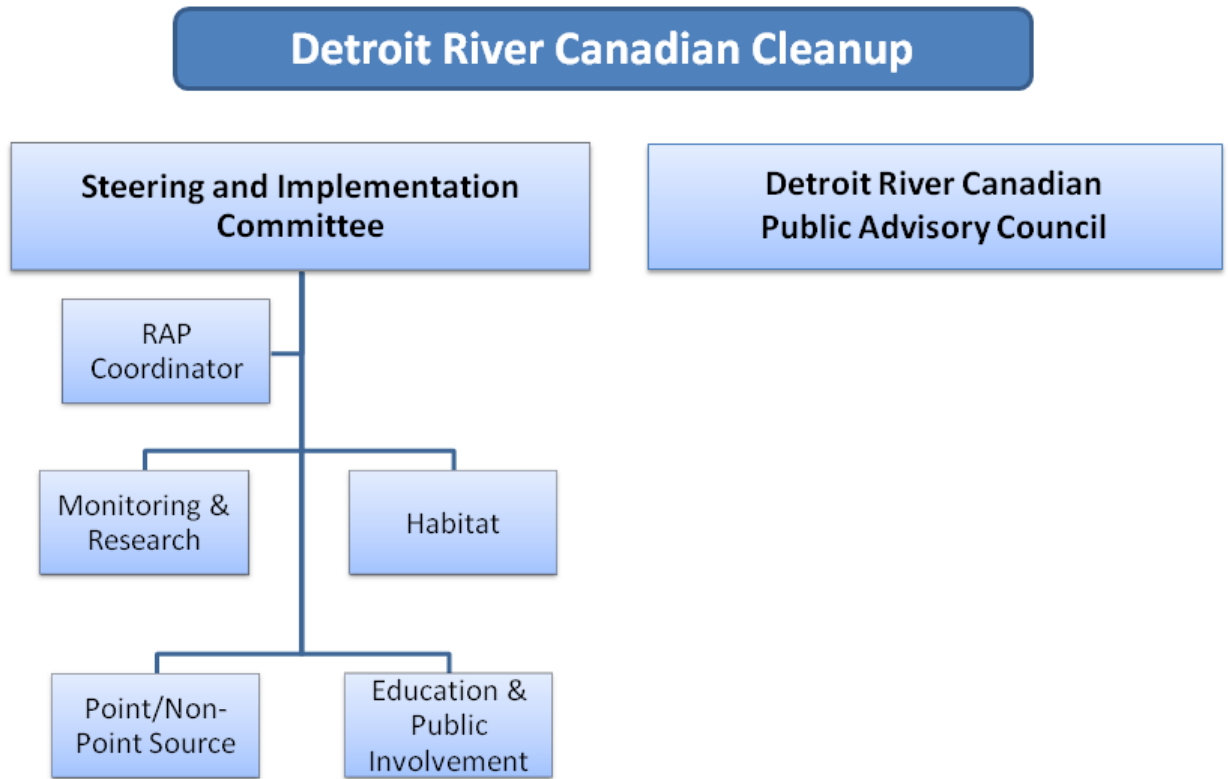 Detroit River Canadian Cleanup
Steering and Implementation
Committee
Detroit River Canadian
Public Advisory Council
RAP
Coordinator
Monitoring &
Research
Habitat
Point/Non-
Point Source
Education &
Public
Involvement